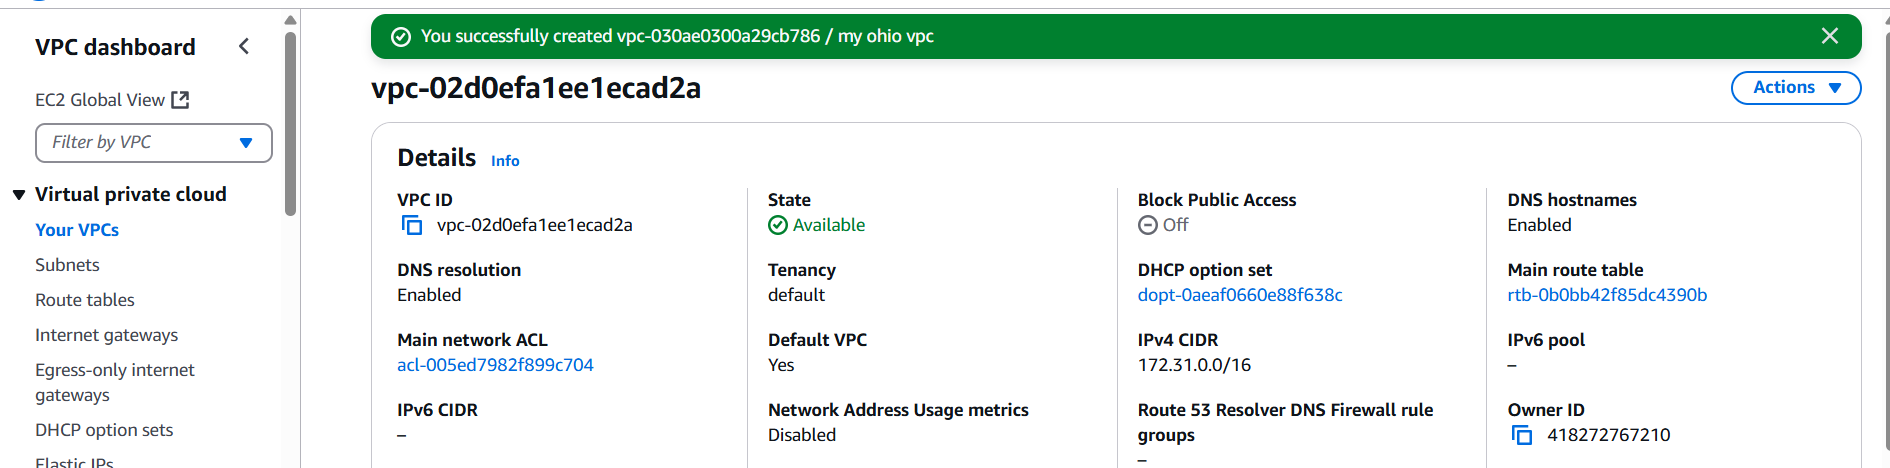 You successfully created vpc-030ae0300a29cb786 / my ohio vpc
VPC dashboard
EC2 Global View
Filter by VPC
Virtual private cloud
Your VPCs
Subnets
Route tables
Internet gateways
Egress-only internet
gateways
DHCP option sets
Elastic IPs
vpc-02d0efa1ee1ecad2a
Actions
Details Info
VPC ID
vpc-02d0efa1ee1ecad2a
State
Available
Block Public Access
Off
DNS hostnames
Enabled
DNS resolution
Enabled
Tenancy
default
DHCP option set
dopt-0aeaf0660e88f638c
Main route table
rtb-0b0bb42f85dc4390b
Main network ACL
acl-005ed7982f899c704
Default VPC
Yes
IPv4 CIDR
172.31.0.0/16
IPv6 pool
–
IPv6 CIDR
–
Network Address Usage metrics
Disabled
Route 53 Resolver DNS Firewall rule
groups
–
Owner ID
418272767210